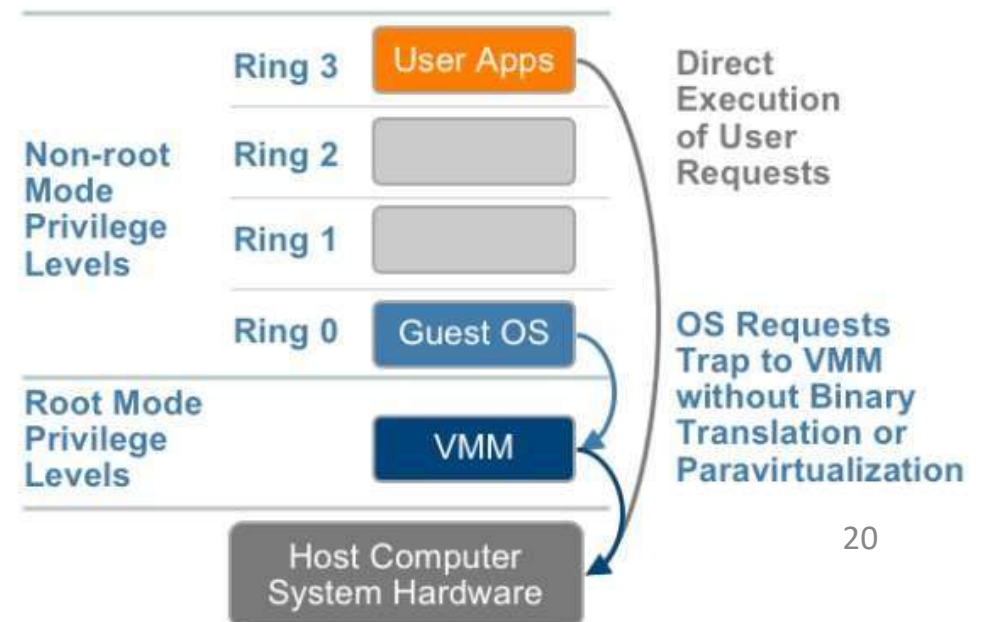 Ring 3
User Apps
Direct
Execution
of User
Requests
Non-root
Mode
Privilege
Levels
Ring 2
Ring 1
Ring 0
Guest OS
OS Requests
Trap to VMM
without Binary
Translation or
Paravirtualization
Root Mode
Privilege
Levels
VMM
Host Computer
System Hardware
20